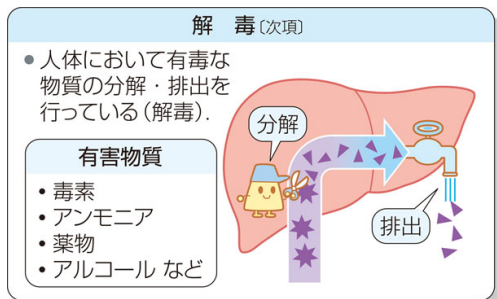 解 毒〔次項〕
● 人体において有毒な
物質の分解・排出を
行っている(解毒).
有害物質
• 毒素
• アンモニア
• 薬物
• アルコール など
分解
排出